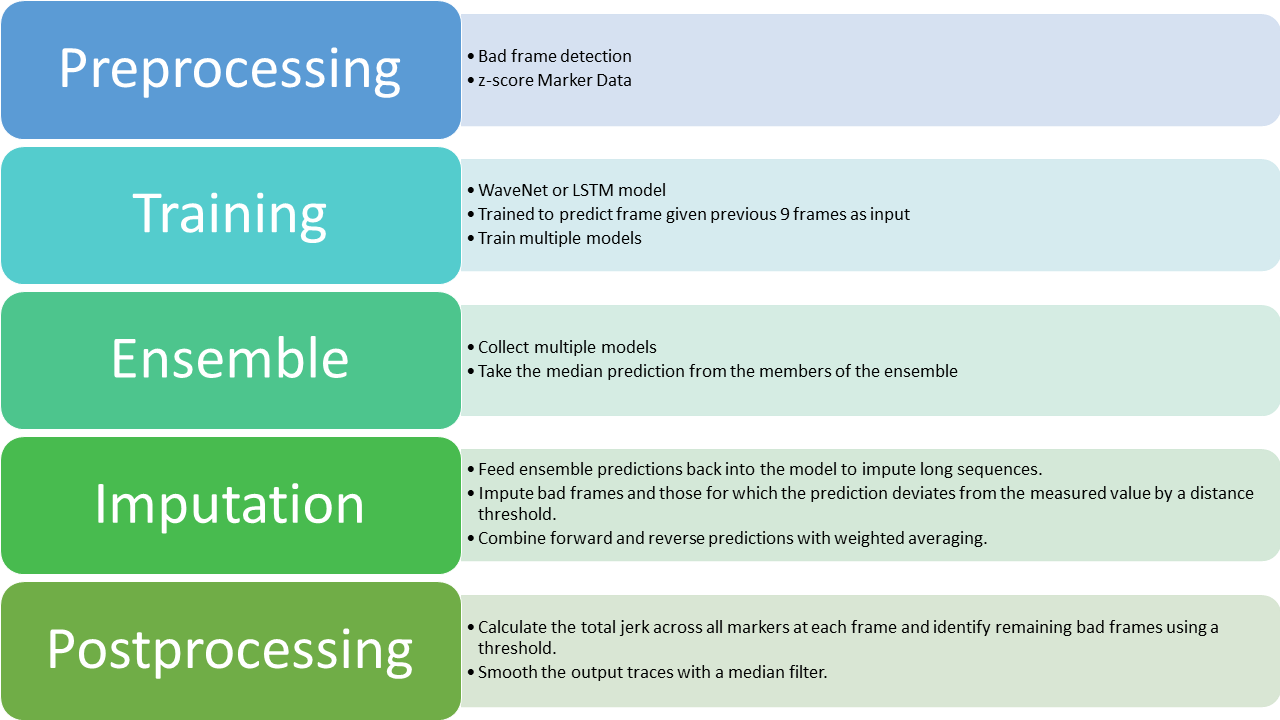 Preprocessing
• Bad frame detection
• z-score Marker Data
Training
• WaveNet or LSTM model
• Trained to predict frame given previous 9 frames as input
• Train multiple models
Ensemble
• Collect multiple models
• Take the median prediction from the members of the ensemble
Imputation
• Feed ensemble predictions back into the model to impute long sequences.
• Impute bad frames and those for which the prediction deviates from the measured value by a distance
threshold.
• Combine forward and reverse predictions with weighted averaging.
Postprocessing
• Calculate the total jerk across all markers at each frame and identify remaining bad frames using a
threshold.
• Smooth the output traces with a median filter.